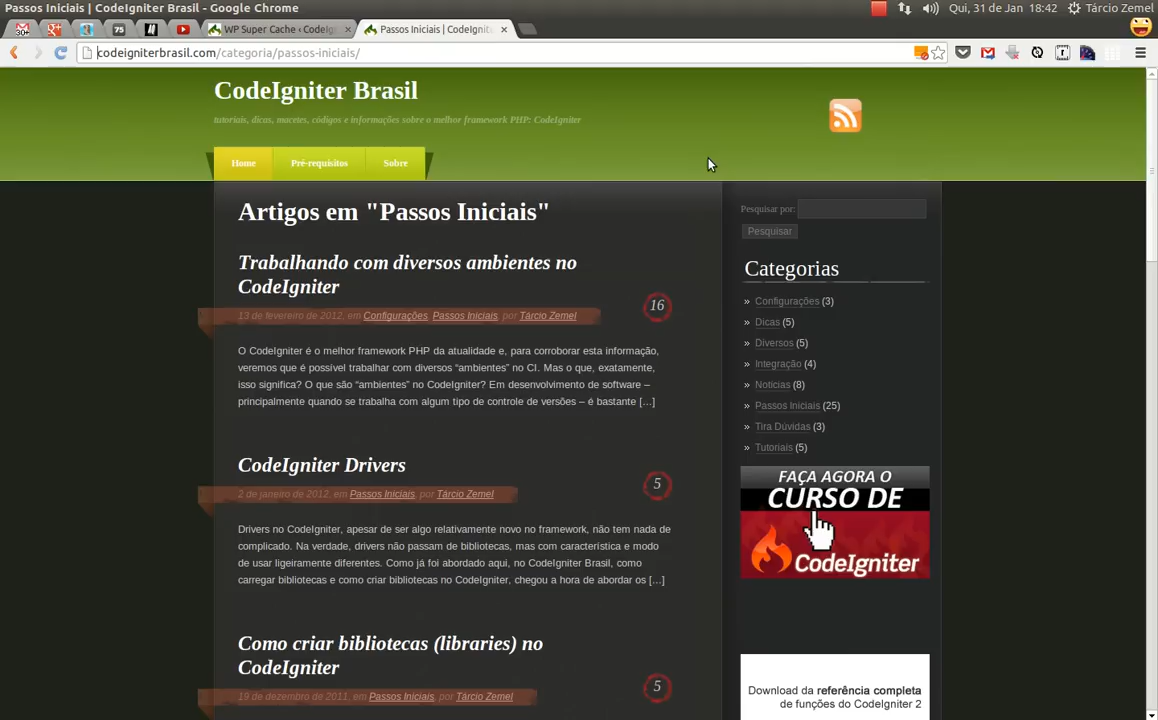 Passos Iniciais | CodeIgniter Brasil - Google Chrome
Qui, 31 de Jan 18:42 Tárcio Zemel
75
WP Super Cache ‹ CodeIg
Passos Iniciais | CodeIgnit
codeigniterbrasil.com/categoria/passos-iniciais/
CodeIgniter Brasil
tutoriais, dicas, macetes, códigos e informações sobre o melhor framework PHP: CodeIgniter
Home Pré-requisitos Sobre
Artigos em "Passos Iniciais"
Trabalhando com diversos ambientes no
CodeIgniter
16
13 de fevereiro de 2012, em Configurações, Passos Iniciais, por Tárcio Zemel
O CodeIgniter é o melhor framework PHP da atualidade e, para corroborar esta informação,
veremos que é possível trabalhar com diversos “ambientes” no CI. Mas o que, exatamente,
isso significa? O que são “ambientes” no CodeIgniter? Em desenvolvimento de software –
principalmente quando se trabalha com algum tipo de controle de versões – é bastante [...]
CodeIgniter Drivers
5
2 de janeiro de 2012, em Passos Iniciais, por Tárcio Zemel
Drivers no CodeIgniter, apesar de ser algo relativamente novo no framework, não tem nada de
complicado. Na verdade, drivers não passam de bibliotecas, mas com característica e modo
de usar ligeiramente diferentes. Como já foi abordado aqui, no CodeIgniter Brasil, como
carregar bibliotecas e como criar bibliotecas no CodeIgniter, chegou a hora de abordar os [...]
Como criar bibliotecas (libraries) no
CodeIgniter
5
19 de dezembro de 2011, em Passos Iniciais, por Tárcio Zemel
Pesquisar por:
Pesquisar
Categorias
» Configurações (3)
» Dicas (5)
» Diversos (5)
» Integração (4)
» Noticias (8)
» Passos Iniciais (25)
» Tira Dúvidas (3)
» Tutoriais (5)
FAÇA AGORA O
CURSO DE
CodeIgniter
Download da referência completa
de funções do CodeIgniter 2